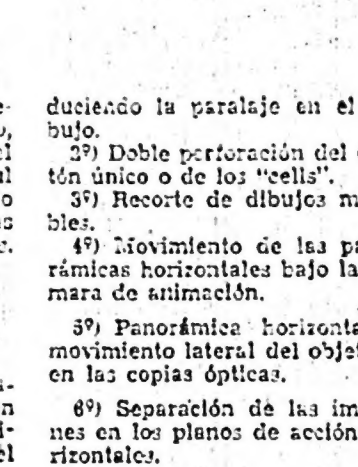 duciendo la paralaje en el
bujo.
2º) Doble perforación del
tón único o de los "cells".
3º) Recorte de dibujos m
bles.
4º) Movimiento de las pa
rámicas horizontales bajo la
mara de animación.
5º) Panorámica horizonta
movimiento lateral del objet
en las copias ópticas.
6º) Separación de las im
nes en los planos de acción
rizontales.